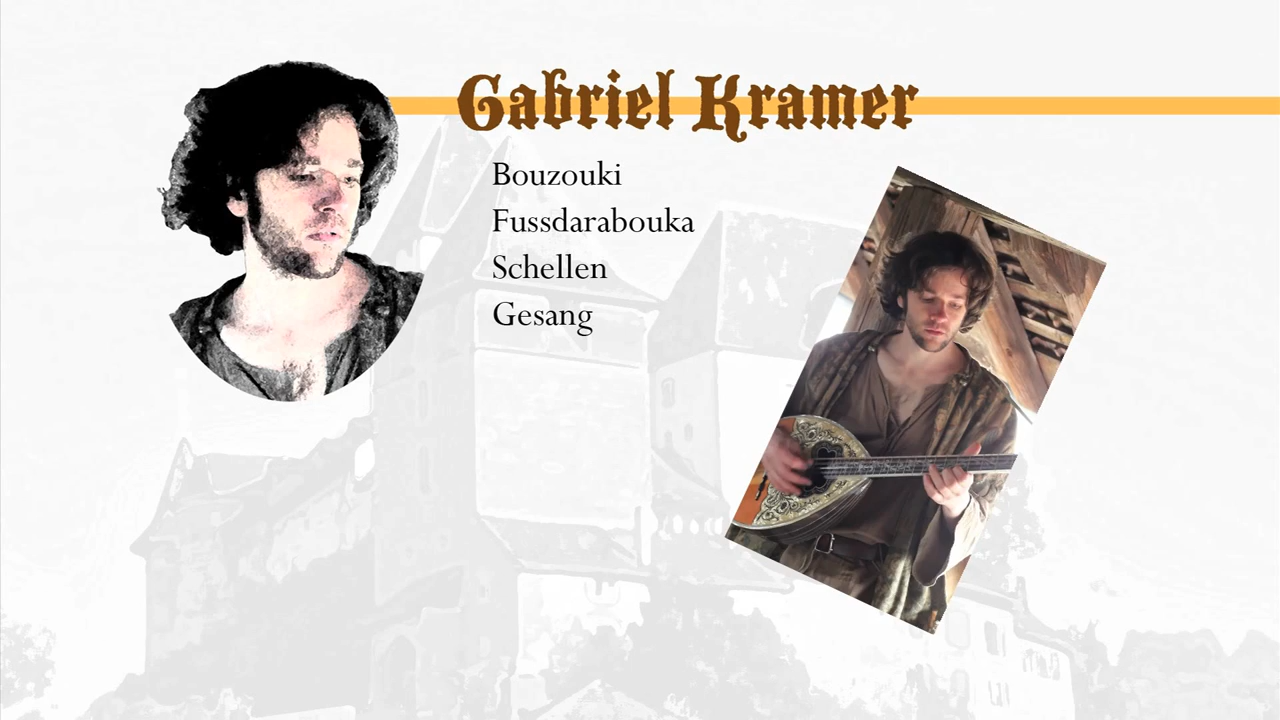 Gabriel Kramer
Bouzouki
Fussdarabouka
Schellen
Gesang